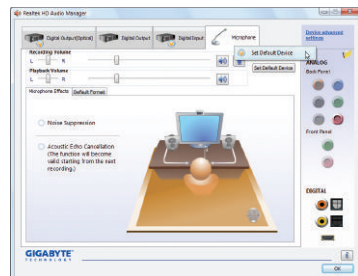 Realtek HD Audio Manager
Digital Output(Optical)
Digital Output
Digital Input
Microphone
Device advanced
settings
Set Default Device
Recording Volume
L R
Set Default Device
Playback Volume
L R
ANALOG
Back Panel
Microphone Effects
Default Format
Noise Suppression
Acoustic Echo Cancellation
(The function will become
valid starting from the next
recording.)
Front Panel
DIGITAL
GIGABYTE™
TECHNOLOGY
OK